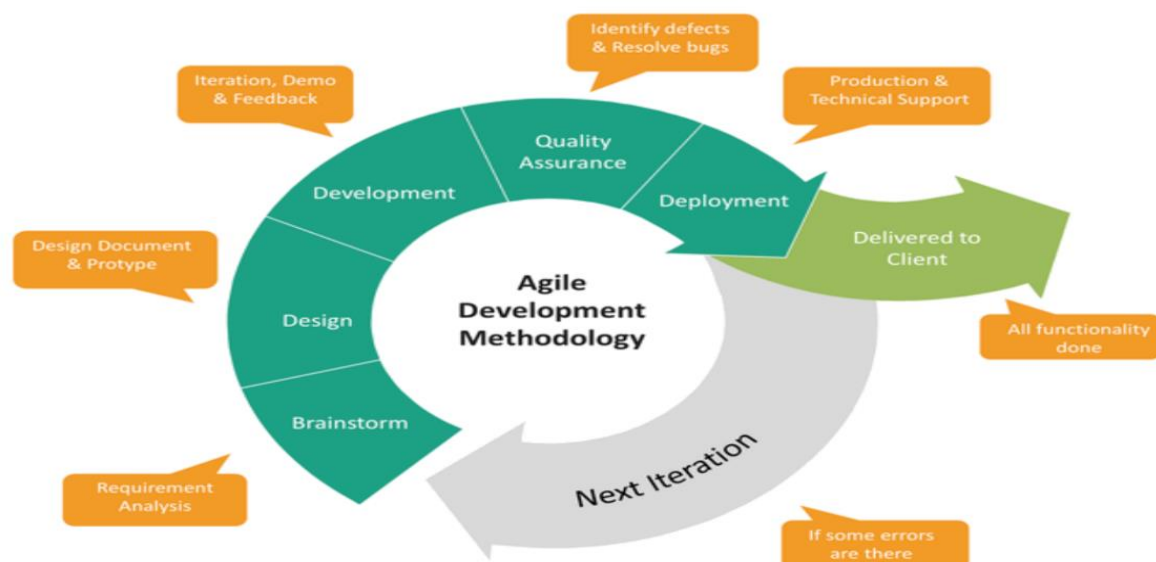 Identify defects
& Resolve bugs
Iteration, Demo
& Feedback
Production &
Technical Support
Quality
Assurance
Development
Deployment
Design Document
& Protype
Delivered to
Client
Agile
Development
Methodology
Design
All functionality
done
Brainstorm
Next Iteration
Requirement
Analysis
If some errors
are there